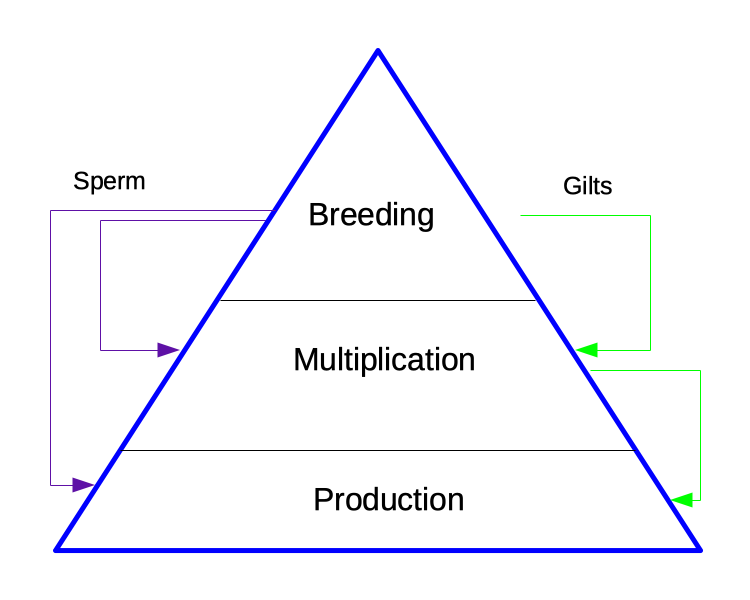 Sperm
Gilts
Breeding
Multiplication
Production